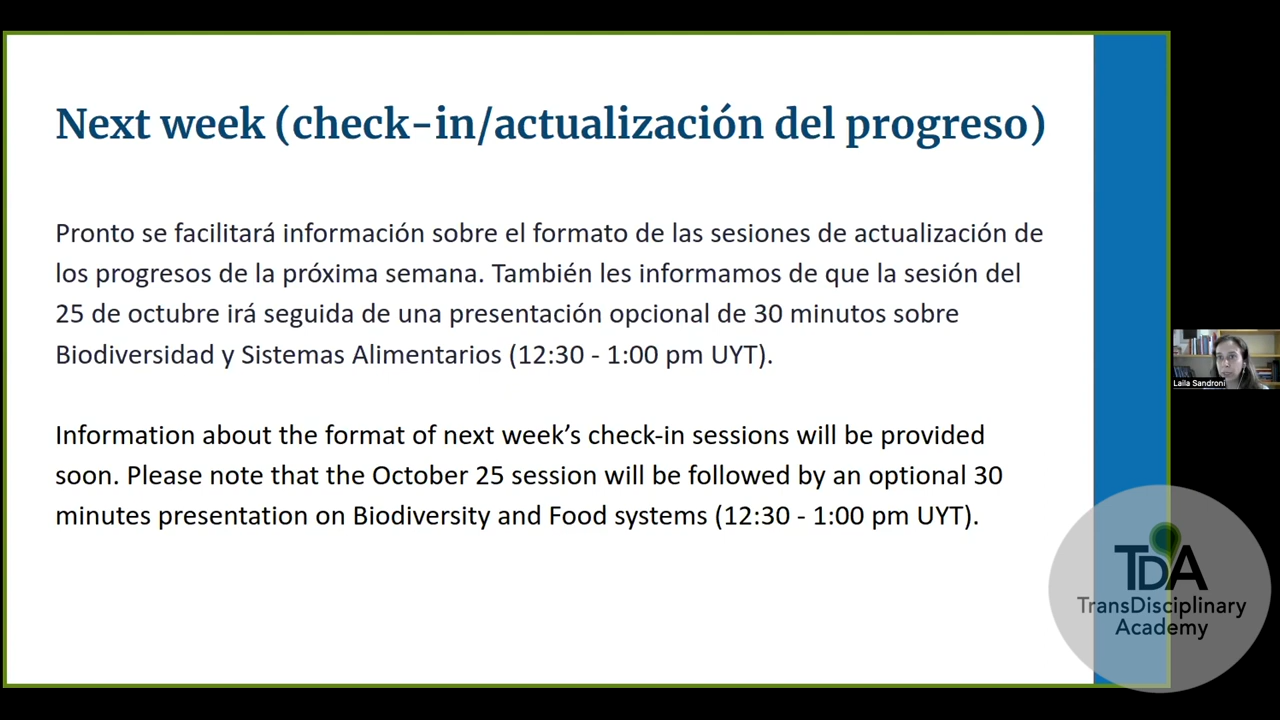 Next week (check-in/actualización del progreso)
Pronto se facilitará información sobre el formato de las sesiones de actualización de
los progresos de la próxima semana. También les informamos de que la sesión del
25 de octubre irá seguida de una presentación opcional de 30 minutos sobre
Biodiversidad y Sistemas Alimentarios (12:30 - 1:00 pm UYT).
Information about the format of next week’s check-in sessions will be provided
soon. Please note that the October 25 session will be followed by an optional 30
minutes presentation on Biodiversity and Food systems (12:30 - 1:00 pm UYT).
Laila Sandroni
TDA
TransDisciplinary
Academy